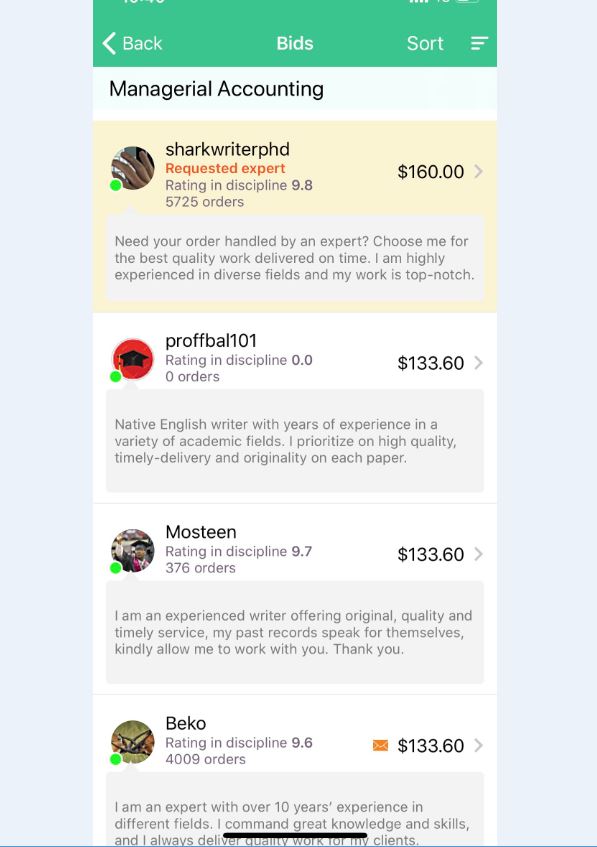 Back
Bids
Sort
Managerial Accounting
sharkwriterphd
Requested expert
Rating in discipline 9.8
5725 orders
$160.00
Need your order handled by an expert? Choose me for
the best quality work delivered on time. I am highly
experienced in diverse fields and my work is top-notch.
proffbal101
Rating in discipline 0.0
0 orders
$133.60
Native English writer with years of experience in a
variety of academic fields. I prioritize on high quality,
timely-delivery and originality on each paper.
Mosteen
Rating in discipline 9.7
376 orders
$133.60
I am an experienced writer offering original, quality and
timely service, my past records speak for themselves,
kindly allow me to work with you. Thank you.
Beko
Rating in discipline 9.6
4009 orders
$133.60
I am an expert with over 10 years’ experience in
different fields. I command great knowledge and skills,
and I always deliver quality work for my clients.